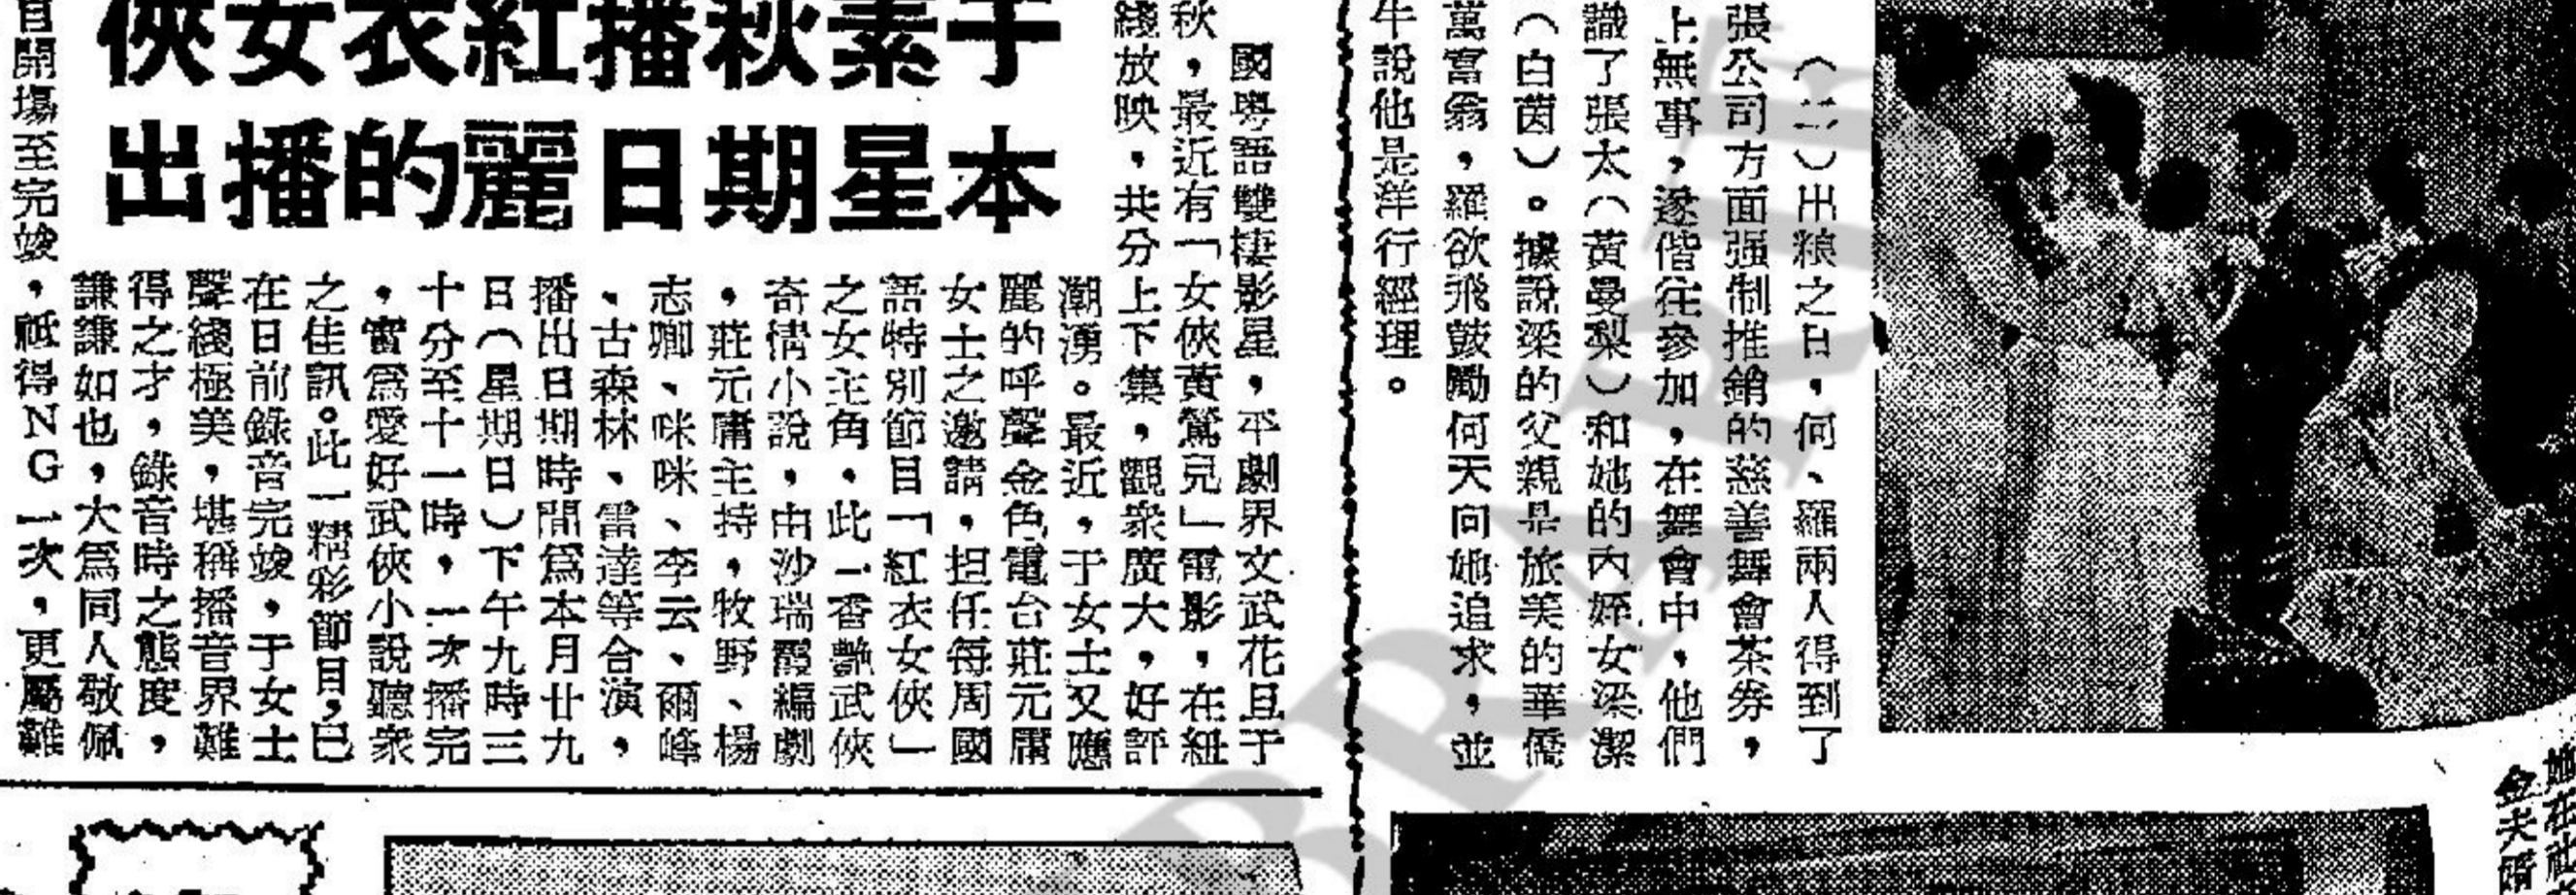 （二）出粮之日，何、羅兩人得到了
張公司方面强制推銷的慈善舞會茶券，
上無事，遂偕往參加，在舞會中，他們
識了張太（黃曼梨）和她的內姪女梁潔
（白茵）。據說梁的父親是旅美的華僑
萬富翁，羅欲飛鼓勵何天向她追求，並
牛說他是洋行經理。
于素秋播紅衣女俠
本星期日麗的播出
國粵語雙棲影星，平劇界文武花旦于
秋，最近有「女俠黃鶯兒」電影，在紐
綫放映，共分上下集，觀衆廣大，好評
潮湧。最近，于女士又應
麗的呼聲金色電台莊元庸
女士之邀請，担任每周國
語特別節目「紅衣女俠」
之女主角，此一香艷武俠
奇情小說，由沙瑞霞編劇
，莊元庸主持，牧野、楊
志卿、咪咪、李云、爾峰
、古森林、雷達等合演，
播出日期時間爲本月廿九
日（星期日）下午九時三
十分至十一時，一次播完
，實爲愛好武俠小說聽衆
之佳訊。此一精彩節目，已
在日前錄音完竣，于女士
聲綫極美，堪稱播音界難
得之才，錄音時之態度，
謙謙如也，大爲同人敬佩
自開場至完竣，祗得NG一次，更屬難
她在社
金夫